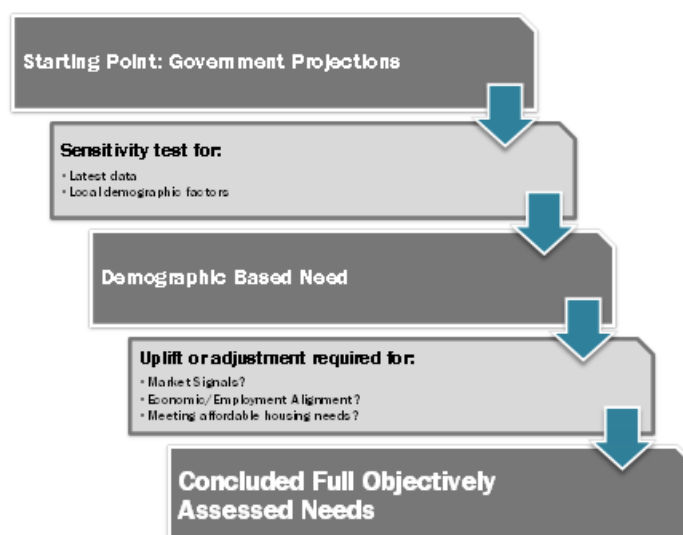 Starting Point: Government Projections
Sensitivity test for:
• Latest data
• Local demographic factors
Demographic Based Need
Uplift or adjustment required for:
• Market Signals?
• Economic/Employment Alignment?
• Meeting affordable housing needs?
Concluded Full Objectively
Assessed Needs